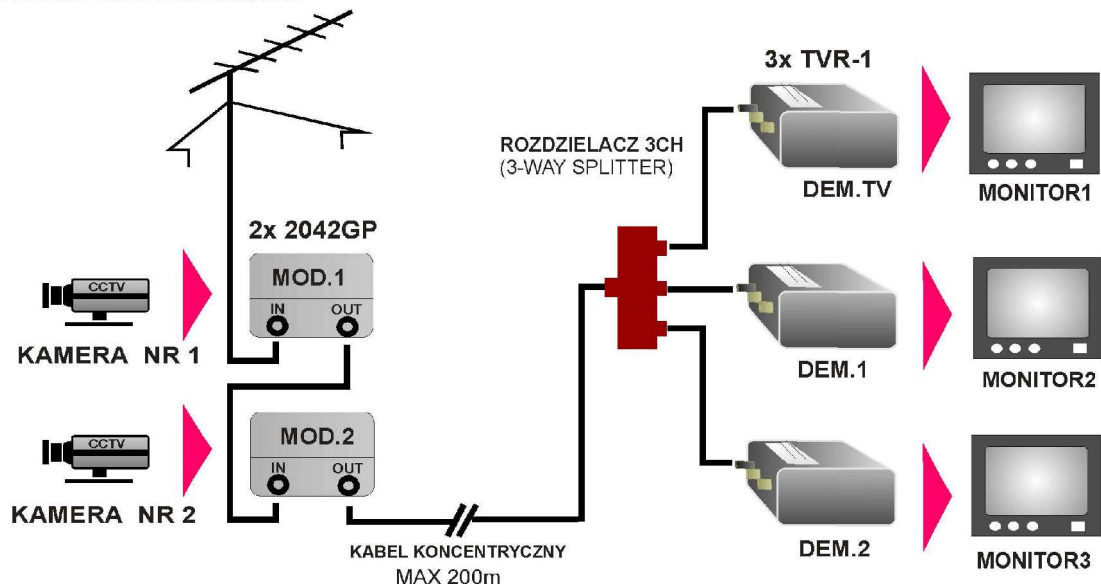 3x TVR-1
ROZDZIELACZ 3CH
(3-WAY SPLITTER)
DEM.TV
MONITOR1
2x 2042GP
MOD.1
IN
OUT
CCTV
KAMERA NR 1
DEM.1
MONITOR2
MOD.2
IN
OUT
CCTV
KAMERA NR 2
DEM.2
MONITOR3
KABEL KONCENTRYCZNY
MAX 200m